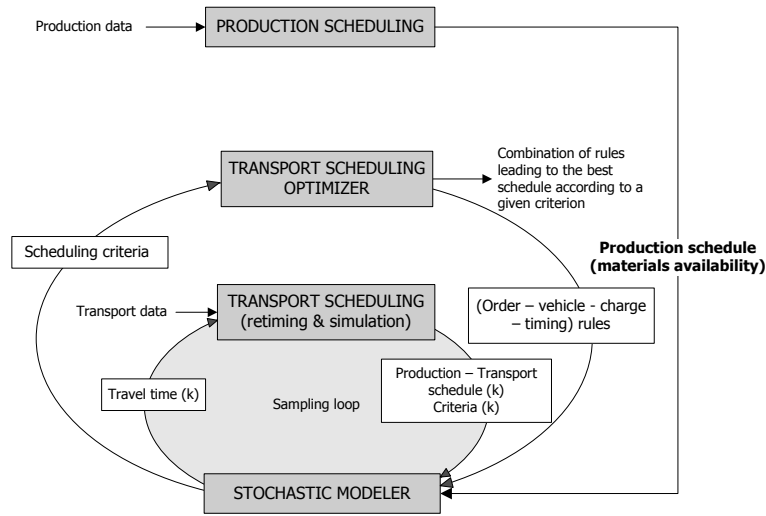 Production data
PRODUCTION SCHEDULING
TRANSPORT SCHEDULING
OPTIMIZER
Combination of rules
leading to the best
schedule according to a
given criterion
Scheduling criteria
Production schedule
(materials availability)
Transport data
TRANSPORT SCHEDULING
(retiming & simulation)
(Order – vehicle - charge
– timing) rules
Travel time (k)
Sampling loop
Production – Transport
schedule (k)
Criteria (k)
STOCHASTIC MODELER